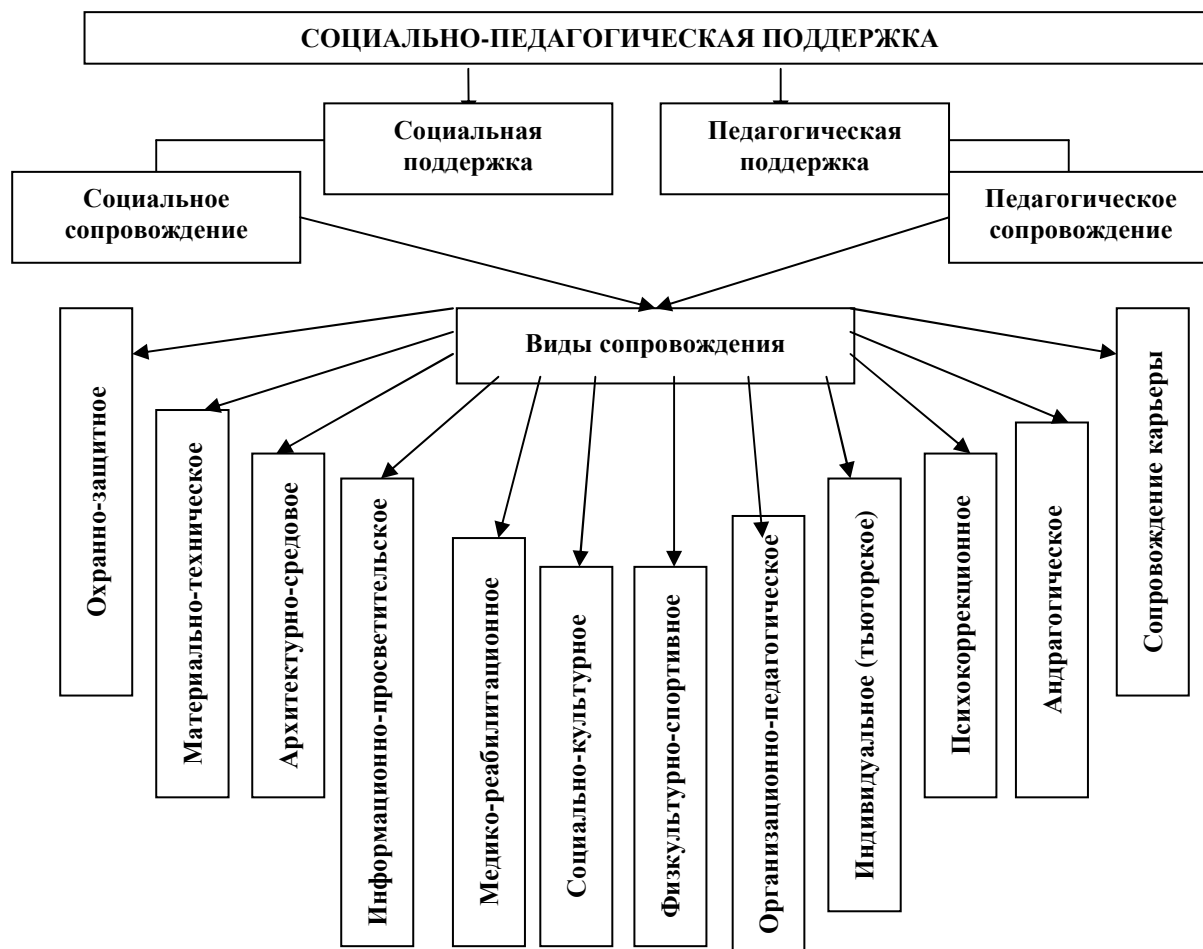 СОЦИАЛЬНО-ПЕДАГОГИЧЕСКАЯ ПОДДЕРЖКА
Социальная
поддержка
Педагогическая
поддержка
Социальное
сопровождение
Педагогическое
сопровождение
Виды сопровождения
Охранно-защитное
Материально-техническое
Архитектурно-средовое
Информационно-просветительское
Медико-реабилитационное
Социально-культурное
Физкультурно-спортивное
Организационно-педагогическое
Индивидуальное (тьюторское)
Психокоррекционное
Андрагогическое
Сопровождение карьеры